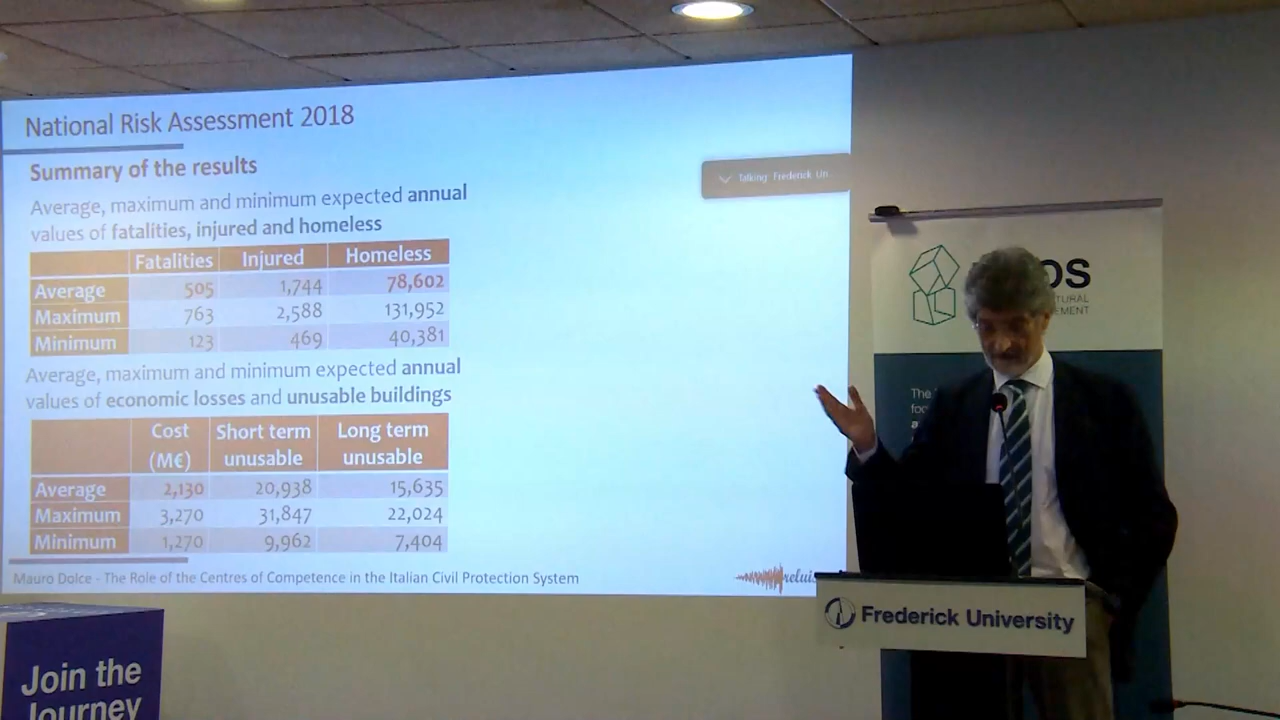 National Risk Assessment 2018
Summary of the results
Average, maximum and minimum expected annual
values of fatalities, injured and homeless
Fatalities Injured Homeless
Average 505 1,744 78,602
Maximum 763 2,588 131,952
Minimum 123 469 40,381
Average, maximum and minimum expected annual
values of economic losses and unusable buildings
Cost Short term Long term
(M€) unusable unusable
Average 2,130 20,938 15,635
Maximum 3,270 31,847 22,024
Minimum 1,270 9,962 7,404
Mauro Dolce - The Role of the Centres of Competence in the Italian Civil Protection System
Talking: Frederick Un...
OS
TURAL
EMENT
The
Frederick University
Join the
Journey